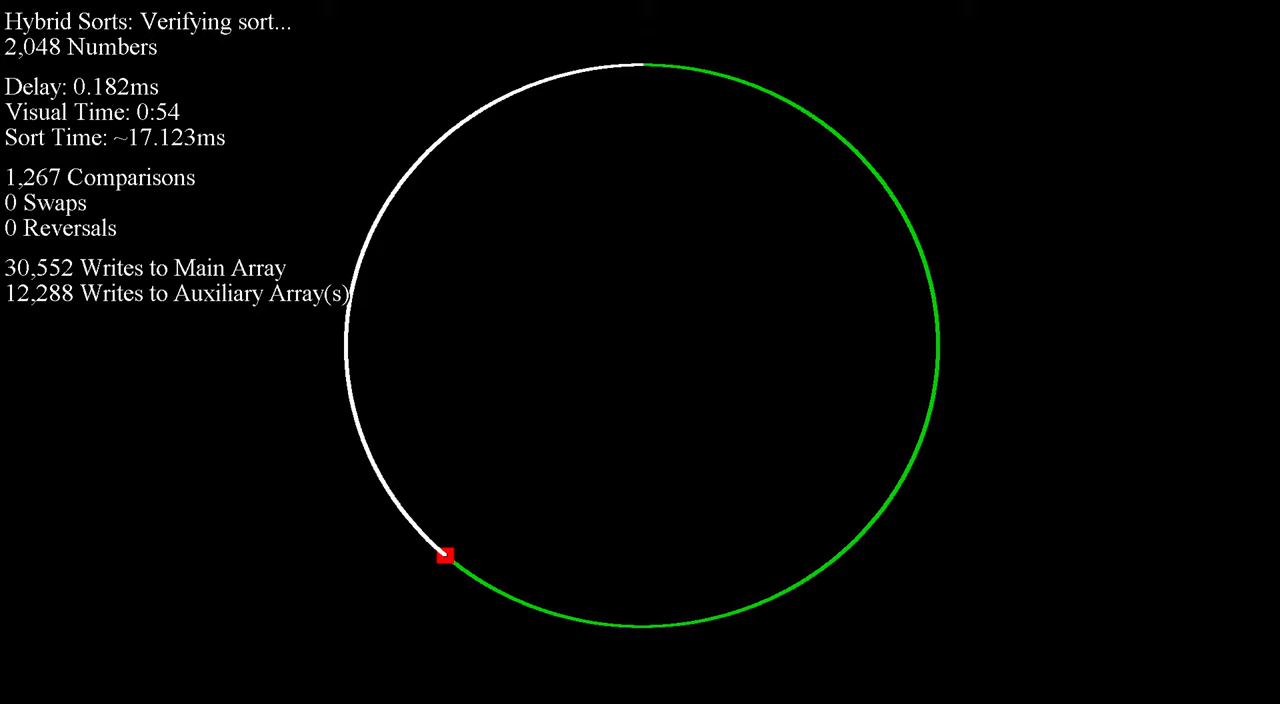 Hybrid Sorts: Verifying sort...
2,048 Numbers
Delay: 0.182ms
Visual Time: 0:54
Sort Time: ~17.123ms
1,267 Comparisons
0 Swaps
0 Reversals
30,552 Writes to Main Array
12,288 Writes to Auxiliary Array(s)